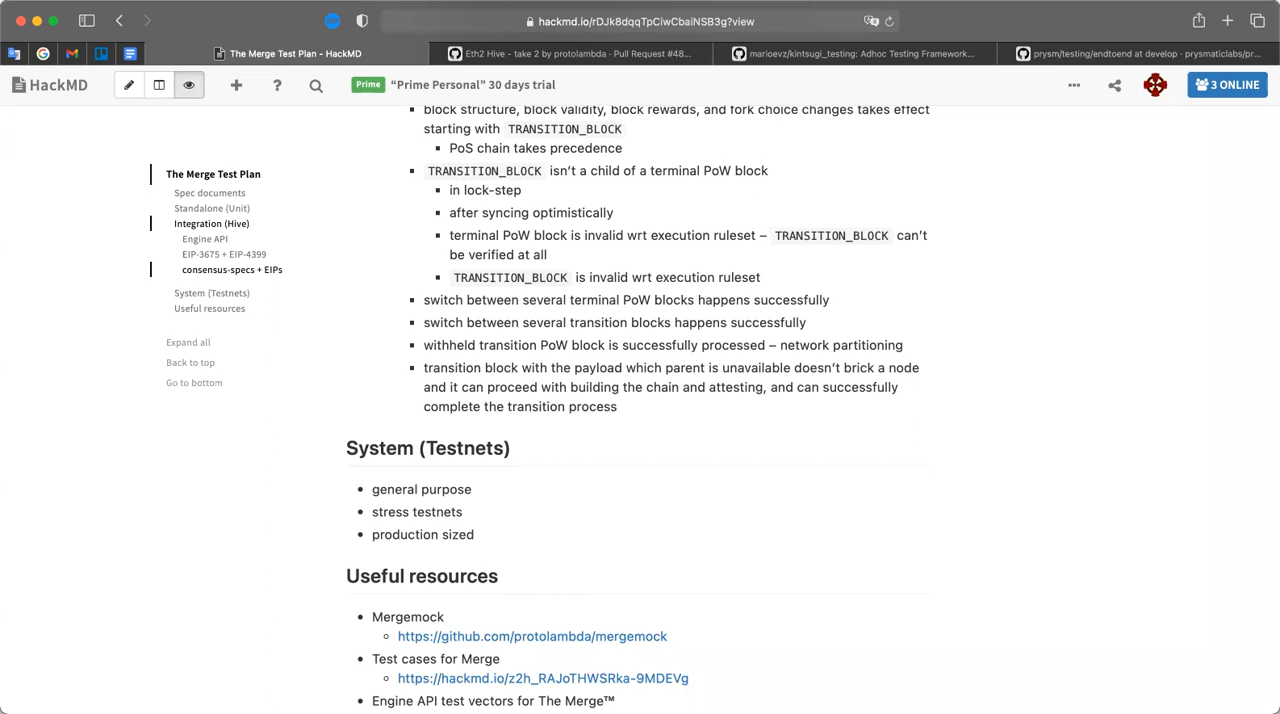 hackmd.io/rDJk8dqqTpCiwCbaiNSB3g?view
The Merge Test Plan - HackMD
Eth2 Hive - take 2 by protolambda · Pull Request #48...
marioevz/kintsugi_testing: Adhoc Testing Framework...
prysm/testing/endtoend at develop · prysmaticlabs/pr...
HackMD
Prime
“Prime Personal” 30 days trial
3 ONLINE
The Merge Test Plan
Spec documents
Standalone (Unit)
Integration (Hive)
Engine API
EIP-3675 + EIP-4399
consensus-specs + EIPs
System (Testnets)
Useful resources
Expand all
Back to top
Go to bottom
block structure, block validity, block rewards, and fork choice changes takes effect
starting with TRANSITION_BLOCK
PoS chain takes precedence
TRANSITION_BLOCK isn’t a child of a terminal PoW block
in lock-step
after syncing optimistically
terminal PoW block is invalid wrt execution ruleset – TRANSITION_BLOCK can’t
be verified at all
TRANSITION_BLOCK is invalid wrt execution ruleset
switch between several terminal PoW blocks happens successfully
switch between several transition blocks happens successfully
withheld transition PoW block is successfully processed – network partitioning
transition block with the payload which parent is unavailable doesn’t brick a node
and it can proceed with building the chain and attesting, and can successfully
complete the transition process
System (Testnets)
general purpose
stress testnets
production sized
Useful resources
Mergemock
https://github.com/protolambda/mergemock
Test cases for Merge
https://hackmd.io/z2h_RAJoTHWSRka-9MDEVg
Engine API test vectors for The Merge™